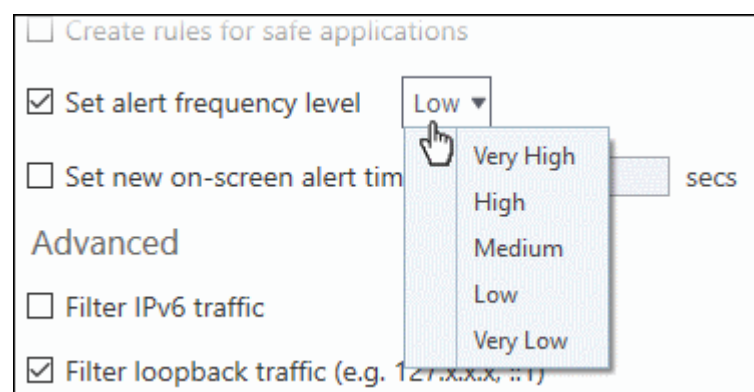 Create rules for safe applications
Set alert frequency level Low
Very High
Set new on-screen alert tim secs
High
Advanced
Medium
Filter IPv6 traffic
Low
Very Low
Filter loopback traffic (e.g. 127.x.x.x, ::1)